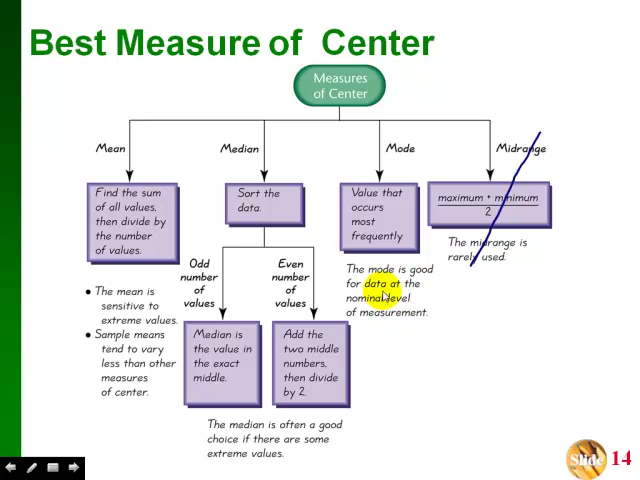 Best Measure of Center
Measures
of Center
Mean
Median
Mode
Midrange
Find the sum
of all values,
then divide by
the number
of values.
Sort the
data.
Value that
occurs
most
frequently
maximum + minimum
2
The midrange is
rarely used.
The mode is good
for data at the
nominal level
of measurement.
Odd
number
of
values
Even
number
of
values
• The mean is
sensitive to
extreme values.
• Sample means
tend to vary
less than other
measures
of center.
Median is
the value in
the exact
middle.
Add the
two middle
numbers,
then divide
by 2.
The median is often a good
choice if there are some
extreme values.
Slide 14